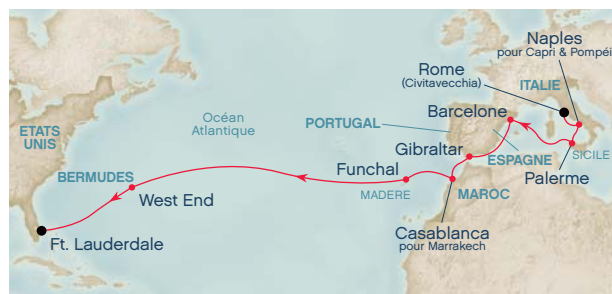 Naples
pour Capri & Pompéi
Rome
(Civitavecchia)
ITALIE
Océan
Atlantique
PORTUGAL
Barcelone
ETATS
UNIS
Gibraltar
ESPAGNE
SICILE
BERMUDES
Funchal
Palerme
West End
MADERE
MAROC
Ft. Lauderdale
Casablanca
pour Marrakech